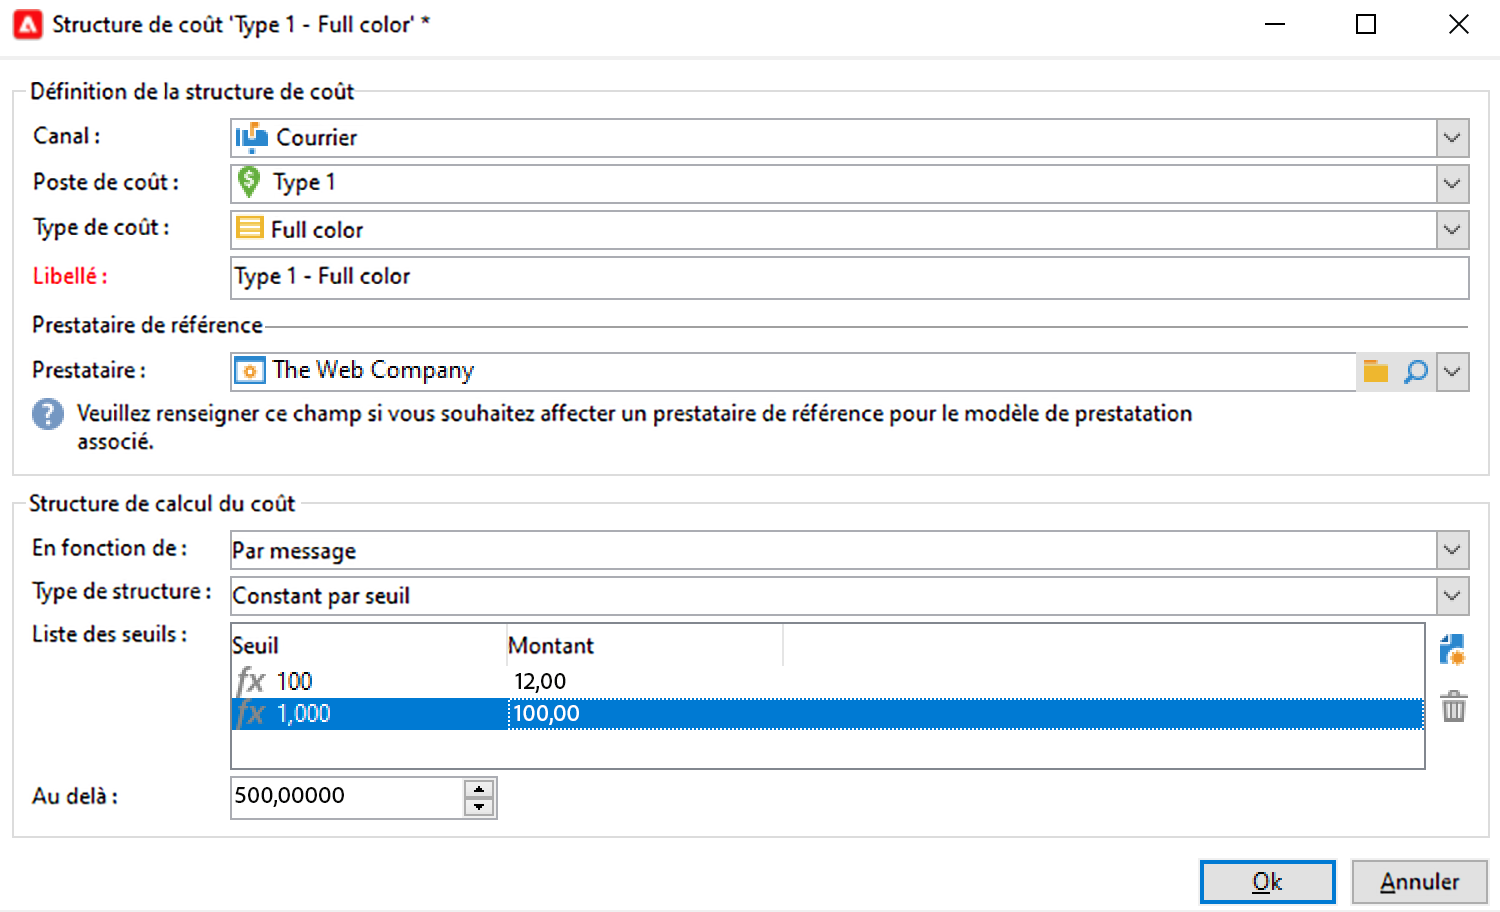 Structure de coût 'Type 1 - Full color' *
Définition de la structure de coût
Canal : Courrier
Poste de coût : Type 1
Type de coût : Full color
Libellé : Type 1 - Full color
Prestataire de référence
Prestataire : The Web Company
Veuillez renseigner ce champ si vous souhaitez affecter un prestataire de référence pour le modèle de prestatation
associé.
Structure de calcul du coût
En fonction de : Par message
Type de structure : Constant par seuil
Liste des seuils : Seuil Montant
fx 100 12,00
fx 1,000 100,00
Au delà : 500,00000
Ok Annuler